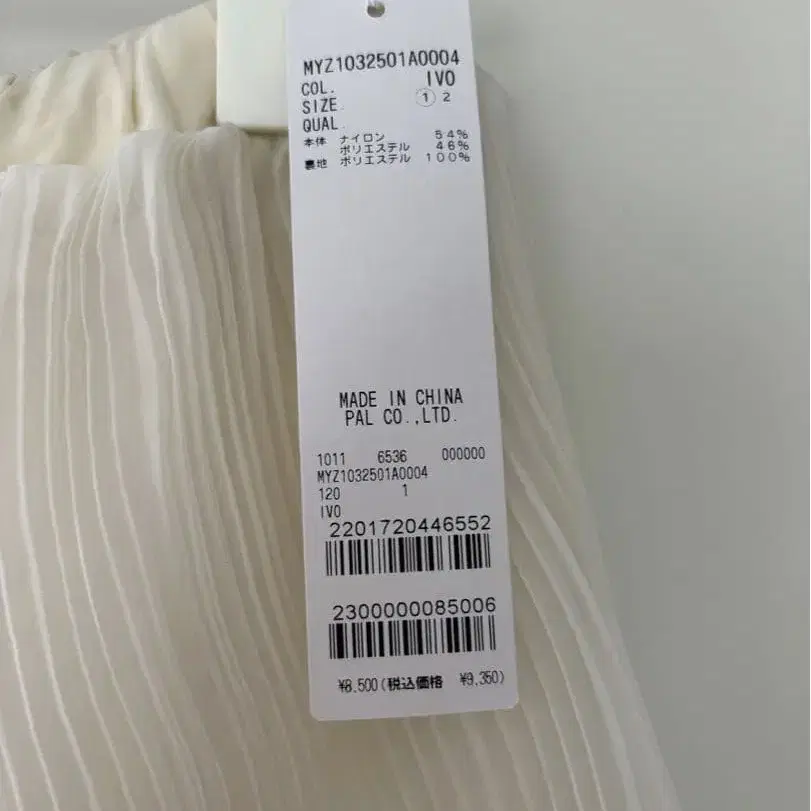 MYZ1032501A0004
COL. IVO
SIZE. ① 2
QUAL.
本体 ナイロン 54%
ポリエステル 46%
裏地 ポリエステル 100%
MADE IN CHINA
PAL CO.,LTD.
1011 6536 000000
MYZ1032501A0004
120 1
IVO
2201720446552
2300000085006
¥8,500(税込価格 ¥9,350)